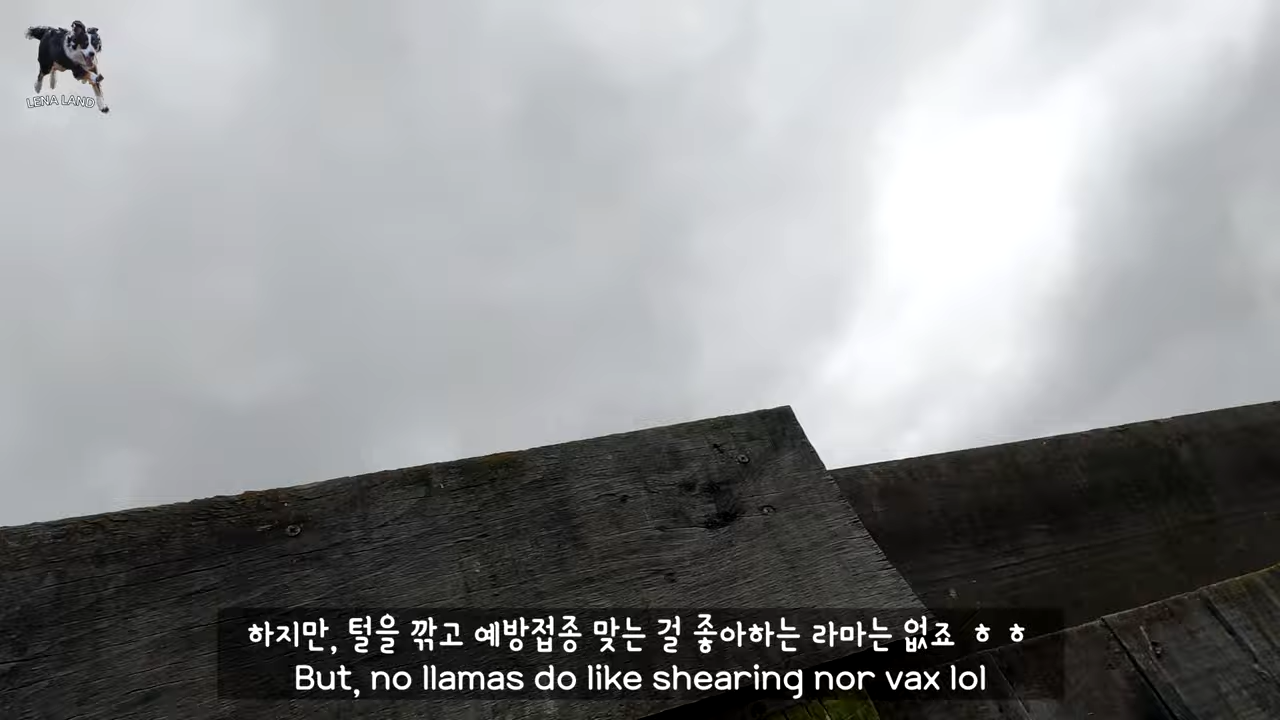 LENA LAND
하지만, 털을 깎고 예방접종 맞는 걸 좋아하는 라마는 없죠 ㅎㅎ
But, no llamas do like shearing nor vax lol